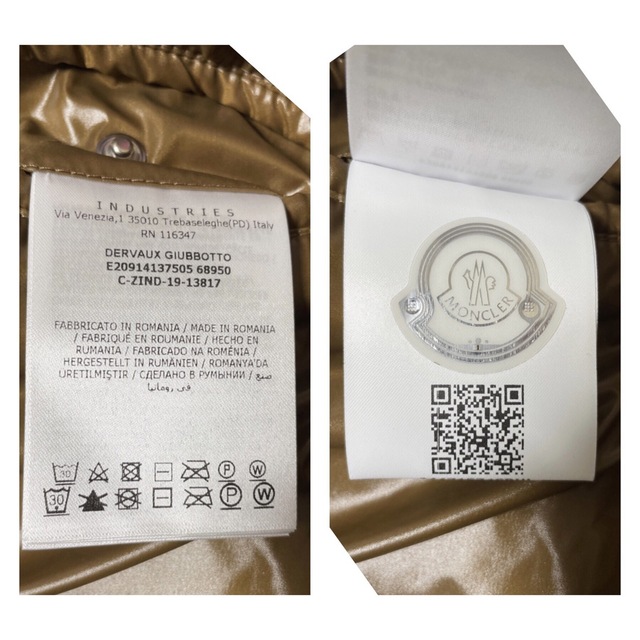 INDUSTRIES
Via Venezia,1 35010 Trebaseleghe(PD) Italy
RN 116347
DERVAUX GIUBBOTTO
E20914137505 68950
C-ZIND-19-13817
FABBRICATO IN ROMANIA / MADE IN ROMANIA
/ FABRIQUÉ EN ROUMANIE / HECHO EN
RUMANIA / FABRICADO NA ROMÉNIA /
HERGESTELLT IN RUMÄNIEN / ROMANYA'DA
ÜRETILMIŞTIR / СДЕЛАНО В РУМЫНИИ / صنع
في رومانيا
30 P W
30 P W
MONCLER